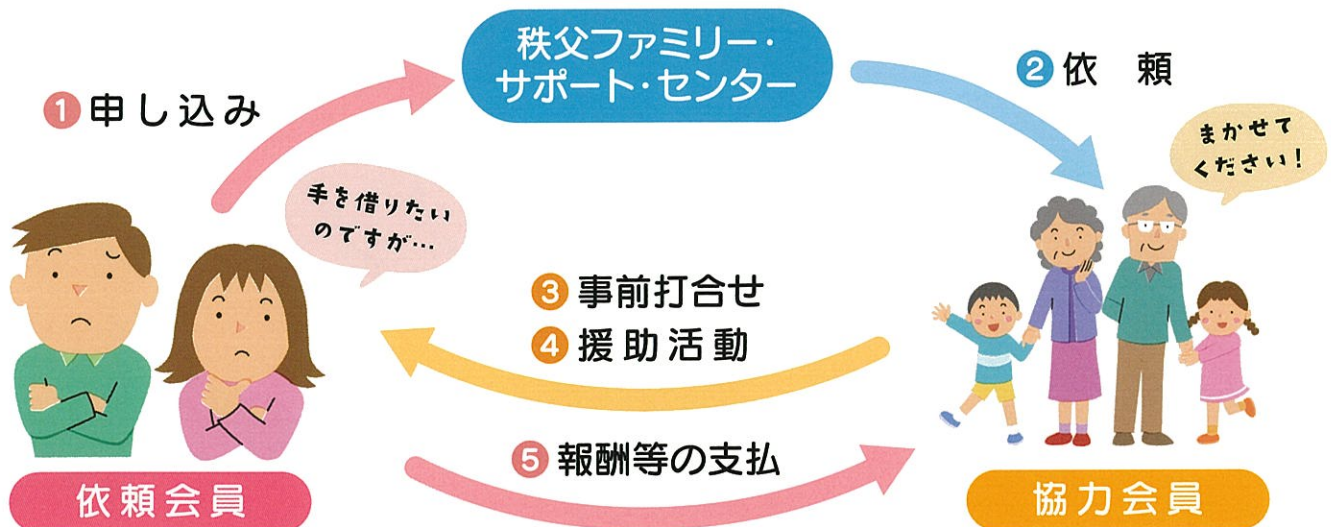 秩父ファミリー・
サポート・センター
❶申し込み
❷依　頼
まかせて
ください！
手を借りたい
のですが…
❸事前打合せ
❹援助活動
❺報酬等の支払
依頼会員
協力会員